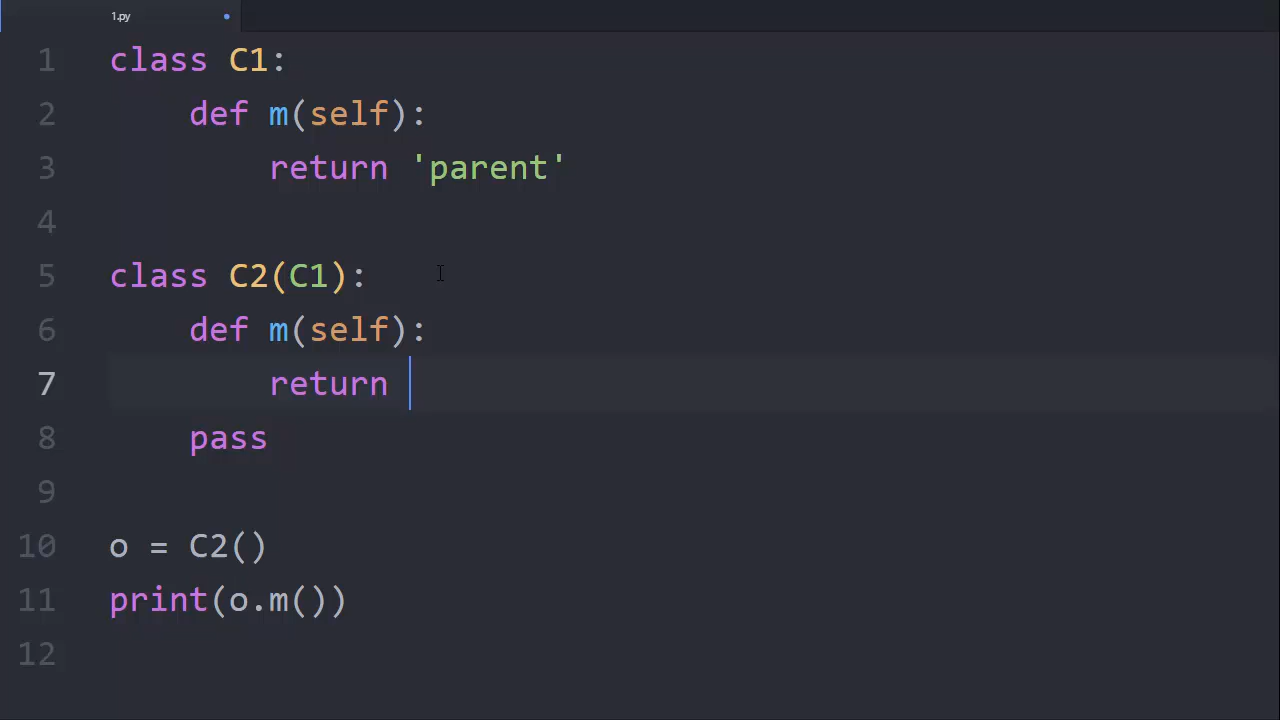 1.py
1 class C1:
2     def m(self):
3         return 'parent'
4
5 class C2(C1):
6     def m(self):
7         return
8     pass
9
10 o = C2()
11 print(o.m())
12